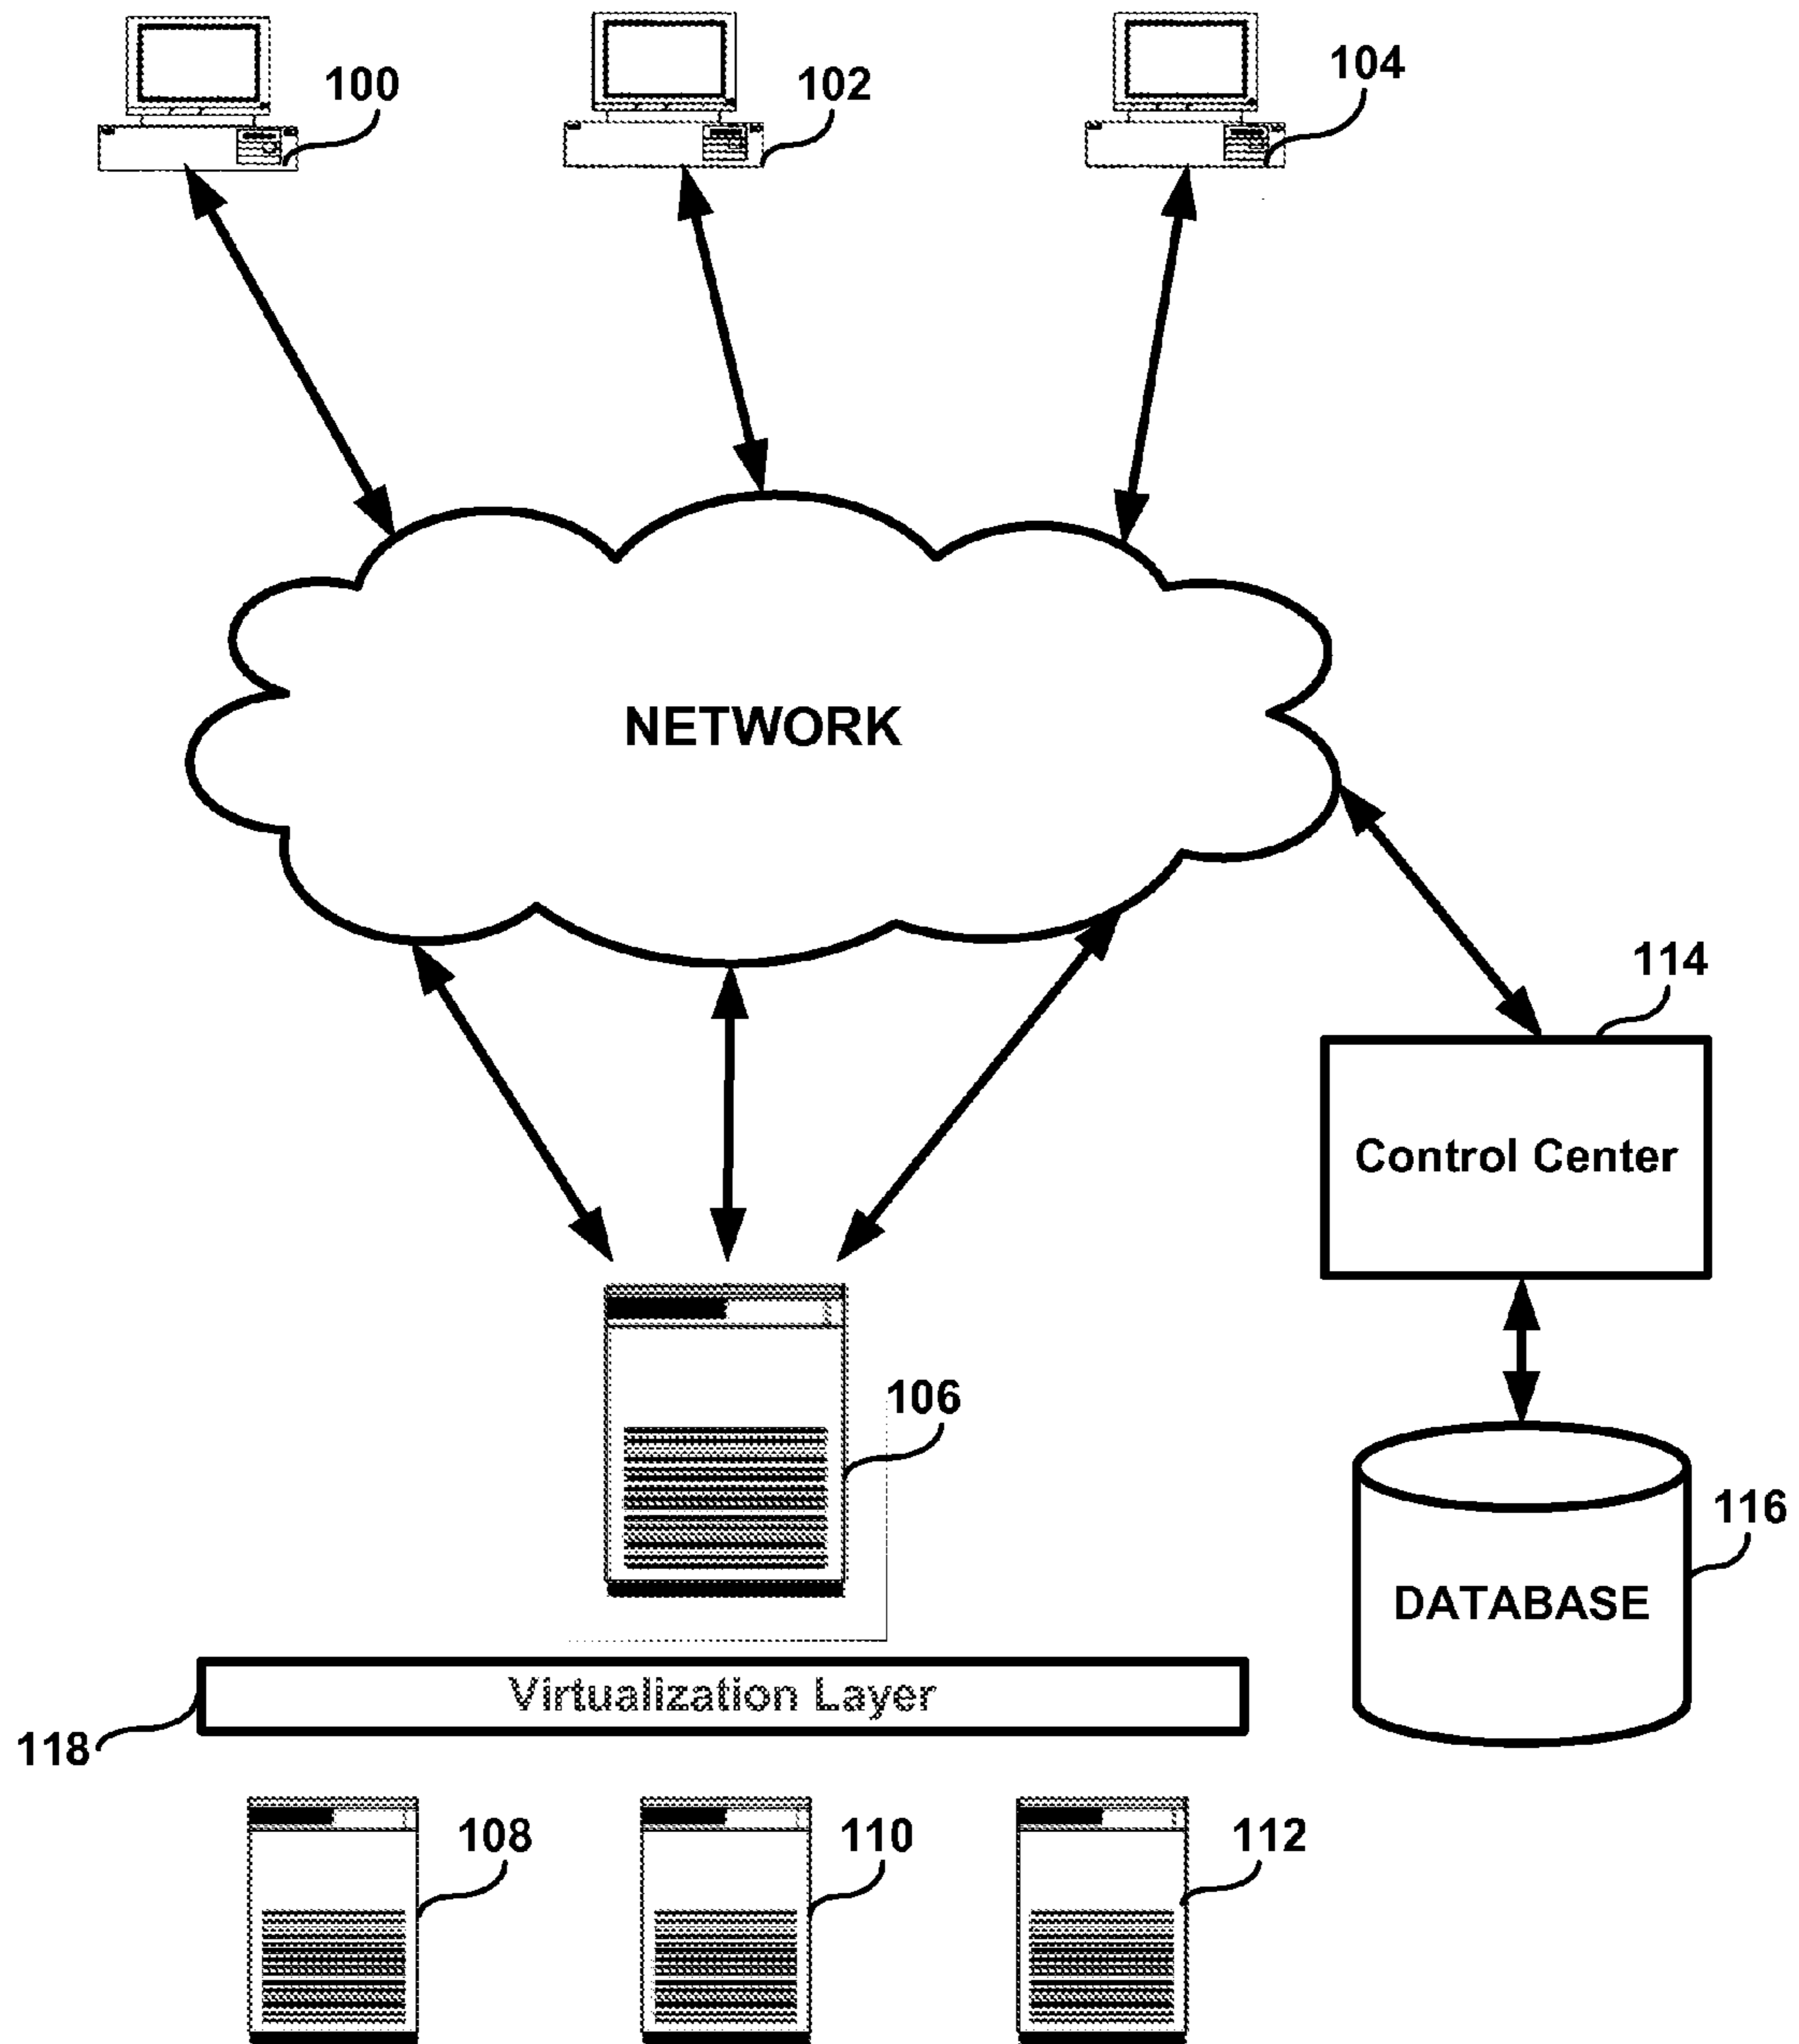 100
102
104
NETWORK
114
Control Center
106
116
DATABASE
Virtualization Layer
118
108
110
112